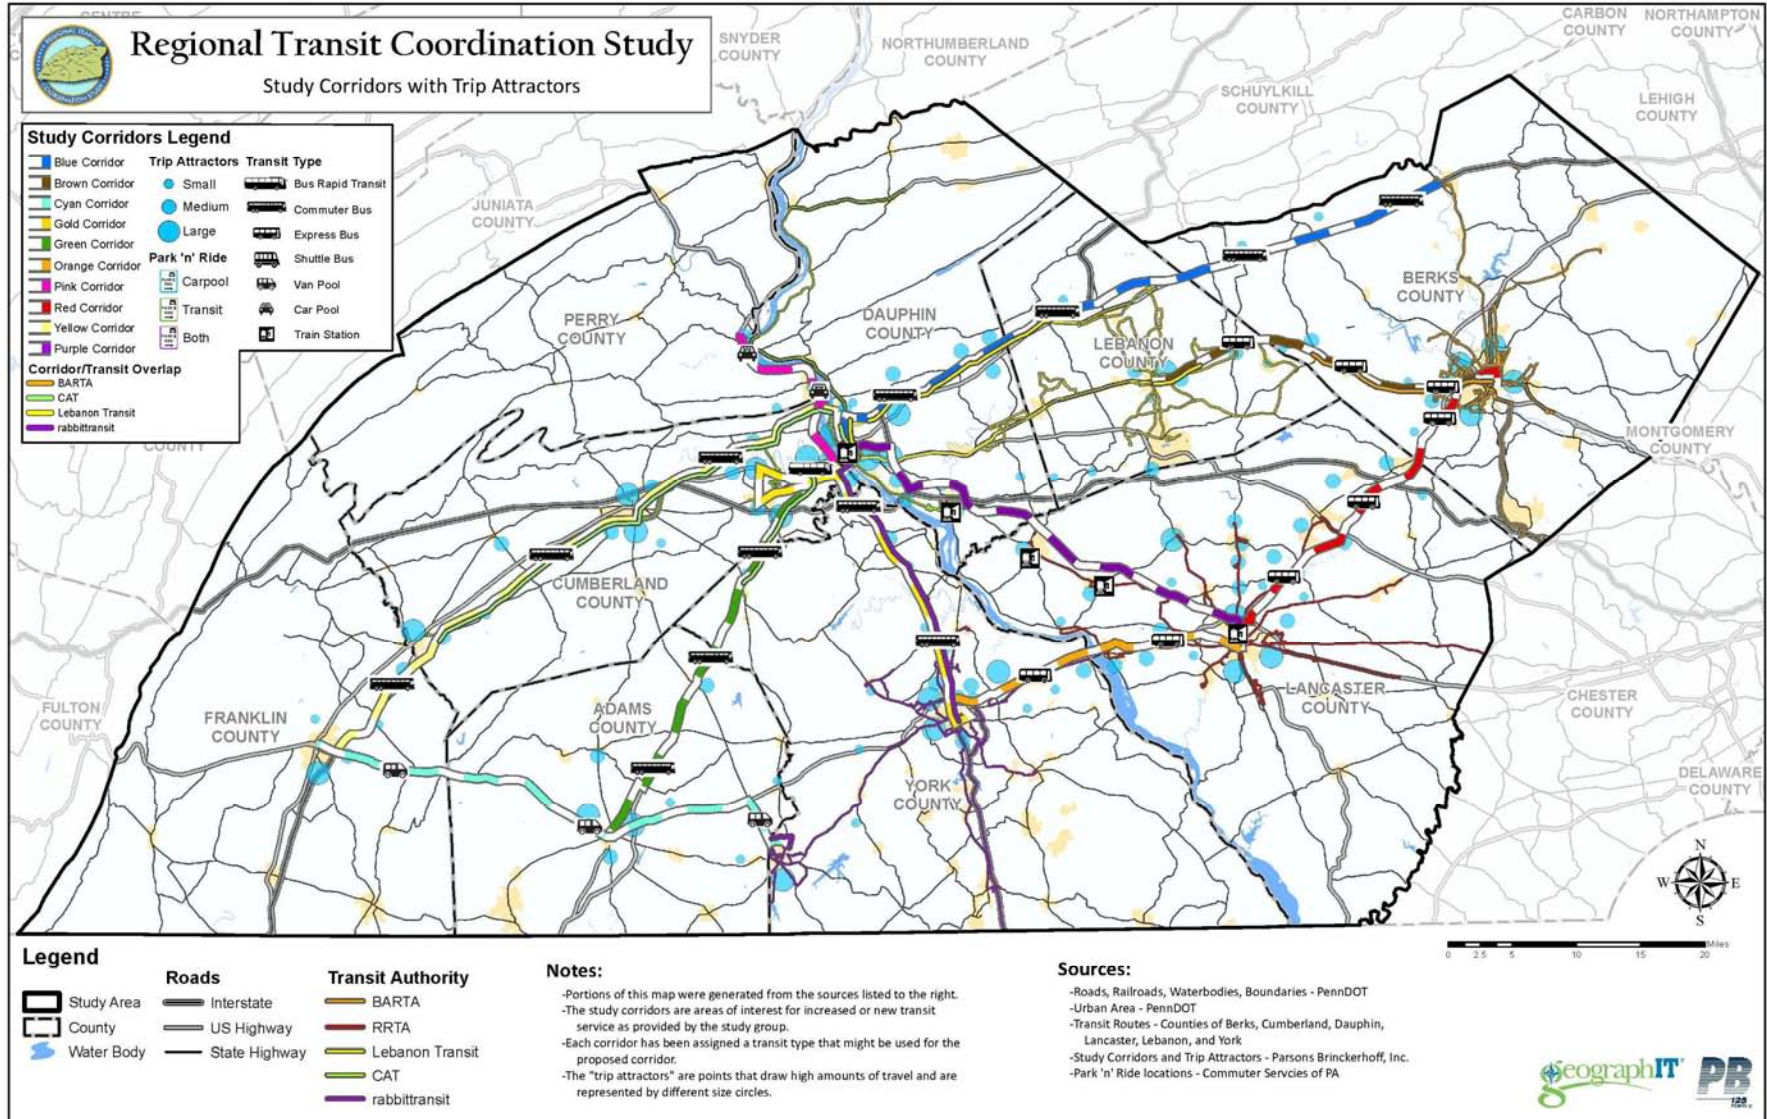 Regional Transit Coordination Study
Study Corridors with Trip Attractors
Study Corridors Legend
Blue Corridor
Brown Corridor
Cyan Corridor
Gold Corridor
Green Corridor
Orange Corridor
Pink Corridor
Red Corridor
Yellow Corridor
Purple Corridor
Trip Attractors
Small
Medium
Large
Park 'n' Ride
Carpool
Transit
Both
Transit Type
Bus Rapid Transit
Commuter Bus
Express Bus
Shuttle Bus
Van Pool
Car Pool
Train Station
Corridor/Transit Overlap
BARTA
CAT
Lebanon Transit
rabbittransit
CENTRE
SNYDER
COUNTY
NORTHUMBERLAND
COUNTY
CARBON
COUNTY
NORTHAMPTON
COUNTY
SCHUYLKILL
COUNTY
LEHIGH
COUNTY
JUNIATA
COUNTY
PERRY
COUNTY
DAUPHIN
COUNTY
LEBANON
COUNTY
BERKS
COUNTY
MONTGOMERY
COUNTY
COUNTY
CUMBERLAND
COUNTY
FULTON
COUNTY
FRANKLIN
COUNTY
ADAMS
COUNTY
YORK
COUNTY
LANCASTER
COUNTY
CHESTER
COUNTY
DELAWARE
COUNTY
N
W
E
S
Miles
0 2.5 5 10 15 20
Legend
Study Area
County
Water Body
Roads
Interstate
US Highway
State Highway
Transit Authority
BARTA
RRTA
Lebanon Transit
CAT
rabbittransit
Notes:
-Portions of this map were generated from the sources listed to the right.
-The study corridors are areas of interest for increased or new transit
service as provided by the study group.
-Each corridor has been assigned a transit type that might be used for the
proposed corridor.
-The "trip attractors" are points that draw high amounts of travel and are
represented by different size circles.
Sources:
-Roads, Railroads, Waterbodies, Boundaries - PennDOT
-Urban Area - PennDOT
-Transit Routes - Counties of Berks, Cumberland, Dauphin,
Lancaster, Lebanon, and York
-Study Corridors and Trip Attractors - Parsons Brinckerhoff, Inc.
-Park 'n' Ride locations - Commuter Servcies of PA
geographIT
PB
125